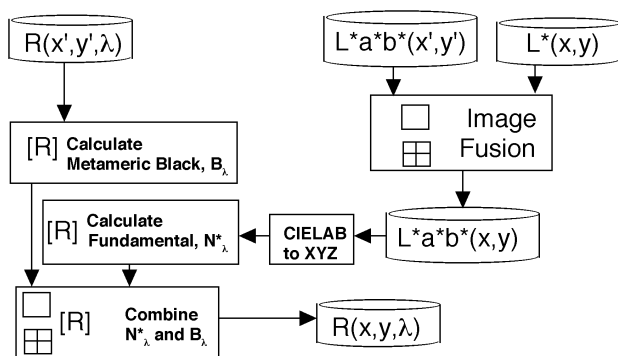 R(x',y',λ)
L*a*b*(x',y')
L*(x,y)
[R] Calculate
Metameric Black, Bλ
Image
Fusion
[R] Calculate
Fundamental, N*λ
CIELAB
to XYZ
L*a*b*(x,y)
[R] Combine
N*λ and Bλ
R(x,y,λ)